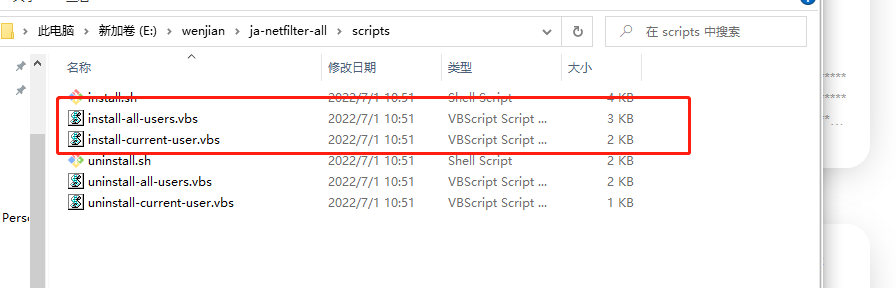 此电脑 › 新加卷 (E:) › wenjian › ja-netfilter-all › scripts
在 scripts 中搜索
名称 修改日期 类型 大小
install.sh 2022/7/1 10:51 Shell Script 4 KB
install-all-users.vbs 2022/7/1 10:51 VBScript Script ... 3 KB
install-current-user.vbs 2022/7/1 10:51 VBScript Script ... 2 KB
uninstall.sh 2022/7/1 10:51 Shell Script 2 KB
uninstall-all-users.vbs 2022/7/1 10:51 VBScript Script ... 2 KB
uninstall-current-user.vbs 2022/7/1 10:51 VBScript Script ... 1 KB
Perso